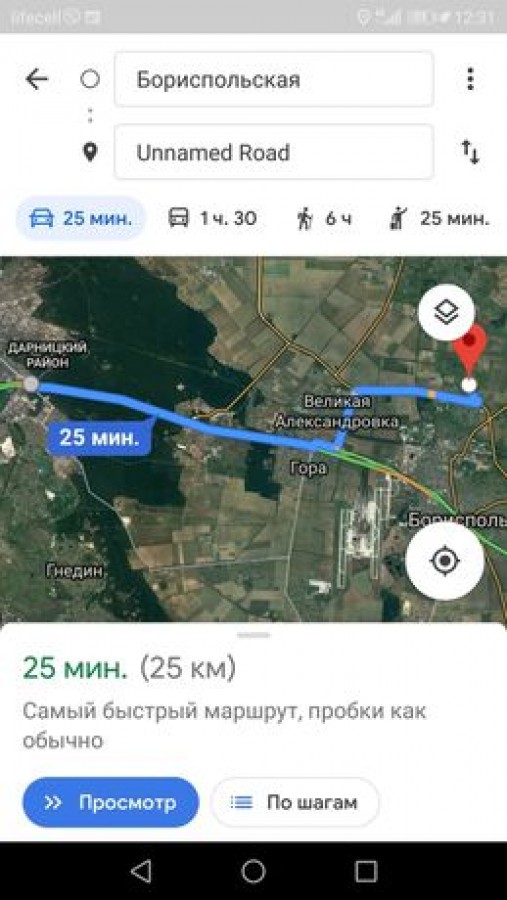 lifecell
12:31
Бориспольская
Unnamed Road
25 мин.
1 ч. 30
6 ч
25 мин.
ДАРНИЦКИЙ
РАЙОН
Великая
Александровка
25 мин.
Гора
Борисполь
Гнедин
25 мин. (25 км)
Самый быстрый маршрут, пробки как
обычно
Просмотр
По шагам